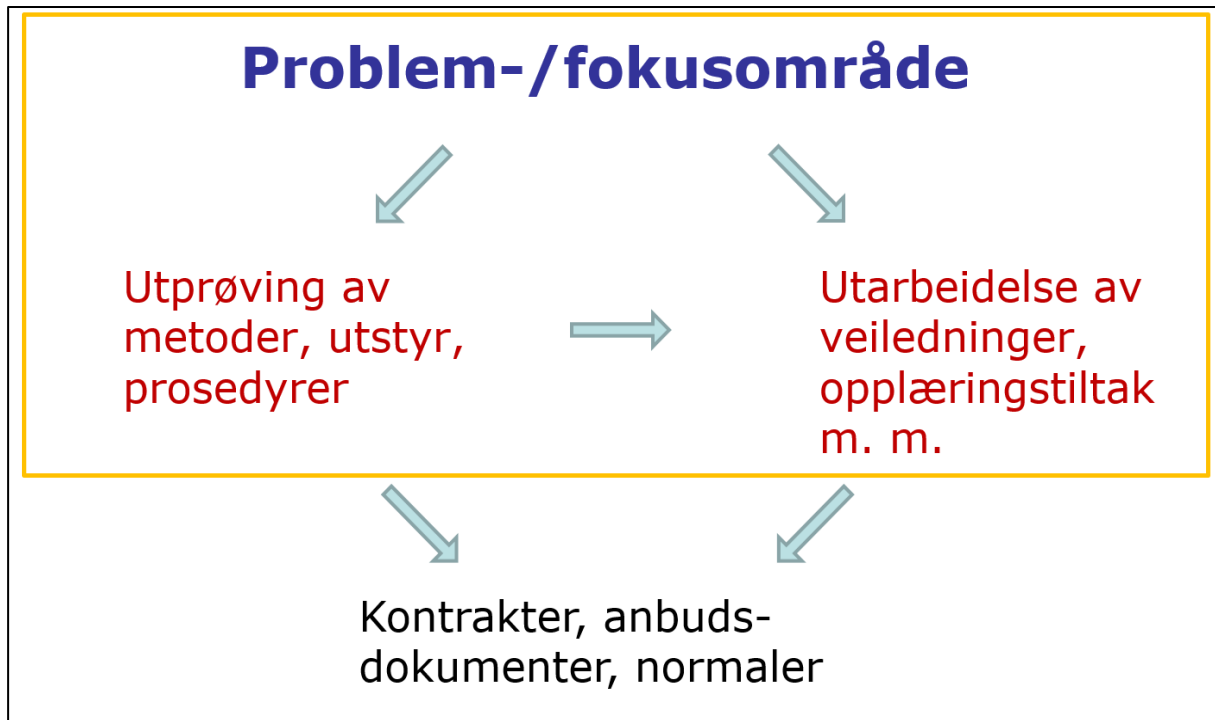 Problem-/fokusområde
Utprøving av
metoder, utstyr,
prosedyrer
Utarbeidelse av
veiledninger,
opplæringstiltak
m. m.
Kontrakter, anbuds-
dokumenter, normaler